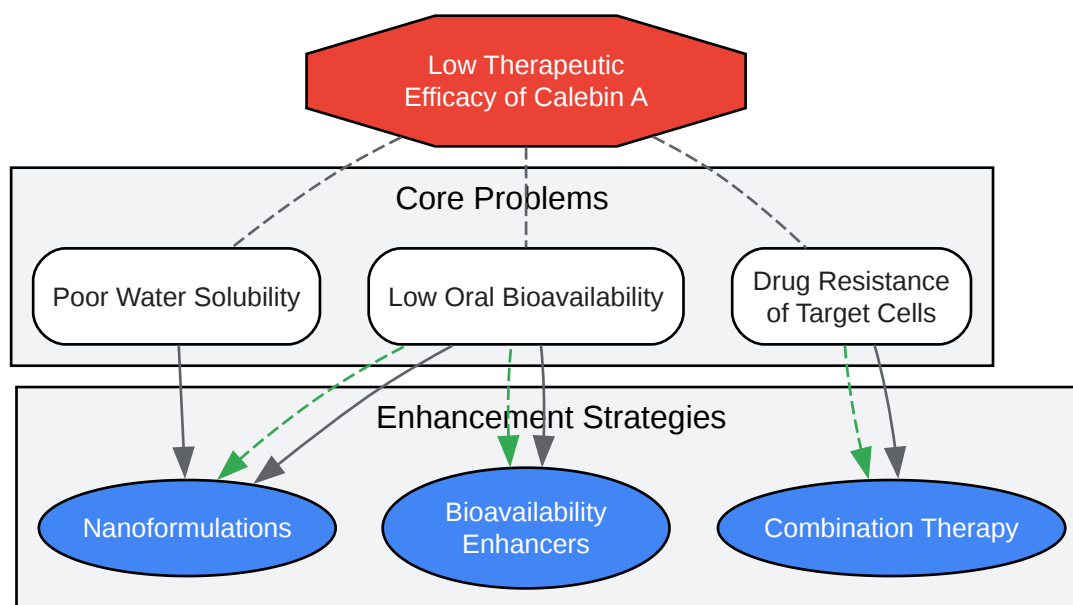 Low Therapeutic
Efficacy of Calebin A
Core Problems
Poor Water Solubility
Low Oral Bioavailability
Drug Resistance
of Target Cells
Enhancement Strategies
Nanoformulations
Bioavailability
Enhancers
Combination Therapy